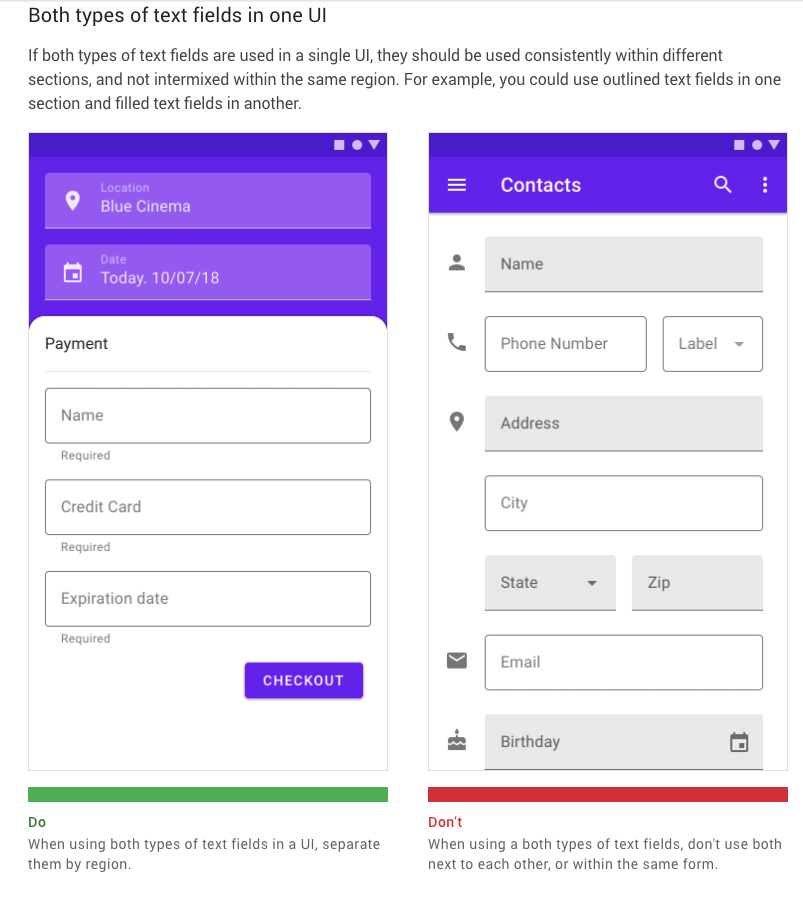 Both types of text fields in one UI
If both types of text fields are used in a single UI, they should be used consistently within different
sections, and not intermixed within the same region. For example, you could use outlined text fields in one
section and filled text fields in another.
Location
Blue Cinema
Date
Today. 10/07/18
Payment
Name
Required
Credit Card
Required
Expiration date
Required
CHECKOUT
Contacts
Name
Phone Number
Label
Address
City
State
Zip
Email
Birthday
Do
When using both types of text fields in a UI, separate
them by region.
Don't
When using a both types of text fields, don't use both
next to each other, or within the same form.